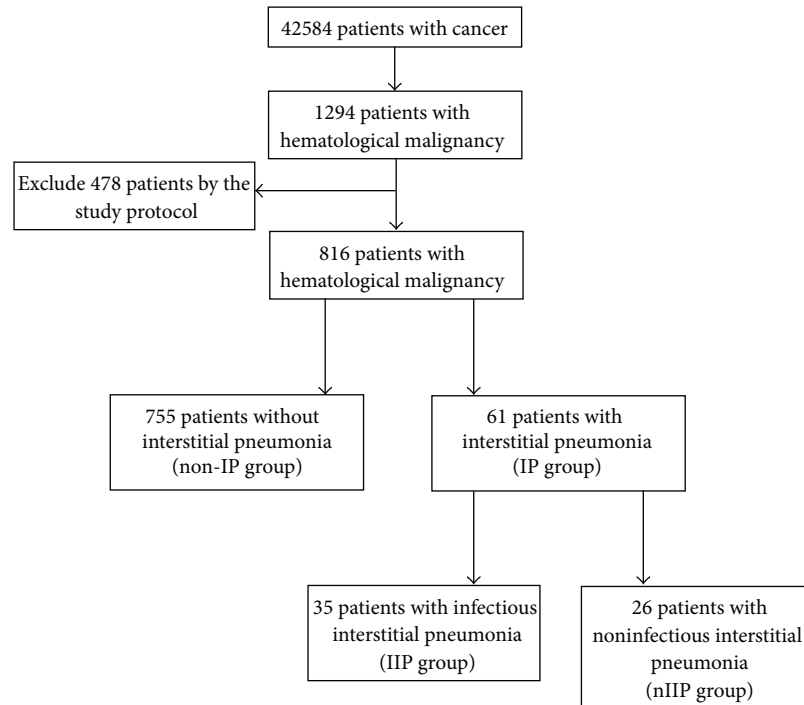 42584 patients with cancer
1294 patients with
hematological malignancy
Exclude 478 patients by the
study protocol
816 patients with
hematological malignancy
755 patients without
interstitial pneumonia
(non-IP group)
61 patients with
interstitial pneumonia
(IP group)
35 patients with infectious
interstitial pneumonia
(IIP group)
26 patients with
noninfectious interstitial
pneumonia
(nIIP group)